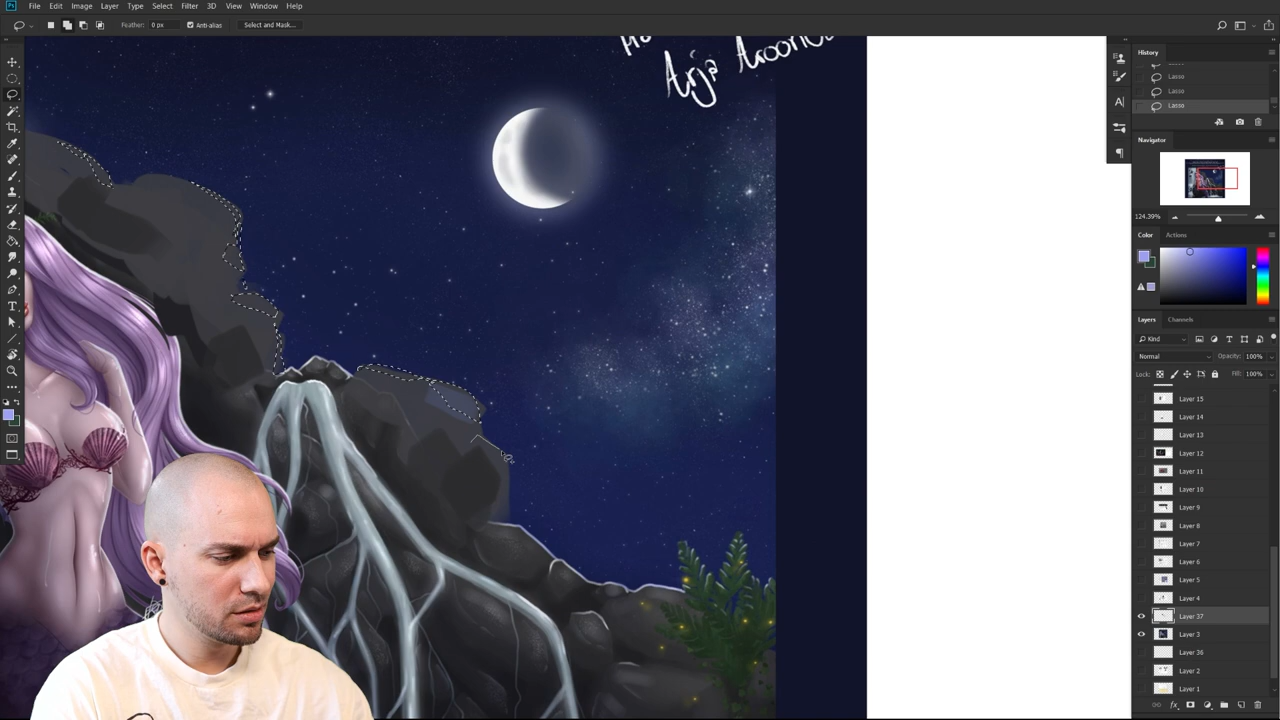 Ps File Edit Image Layer Type Select Filter 3D View Window Help
Feather: 0 px Anti-alias Select and Mask...
Arja
History
Lasso
Lasso
Lasso
Navigator
124.39%
Color Actions
Layers Channels
Kind
Normal Opacity: 100%
Lock: Fill: 100%
Layer 15
Layer 14
Layer 13
Layer 12
Layer 11
Layer 10
Layer 9
Layer 8
Layer 7
Layer 6
Layer 5
Layer 4
Layer 37
Layer 3
Layer 36
Layer 2
Layer 1